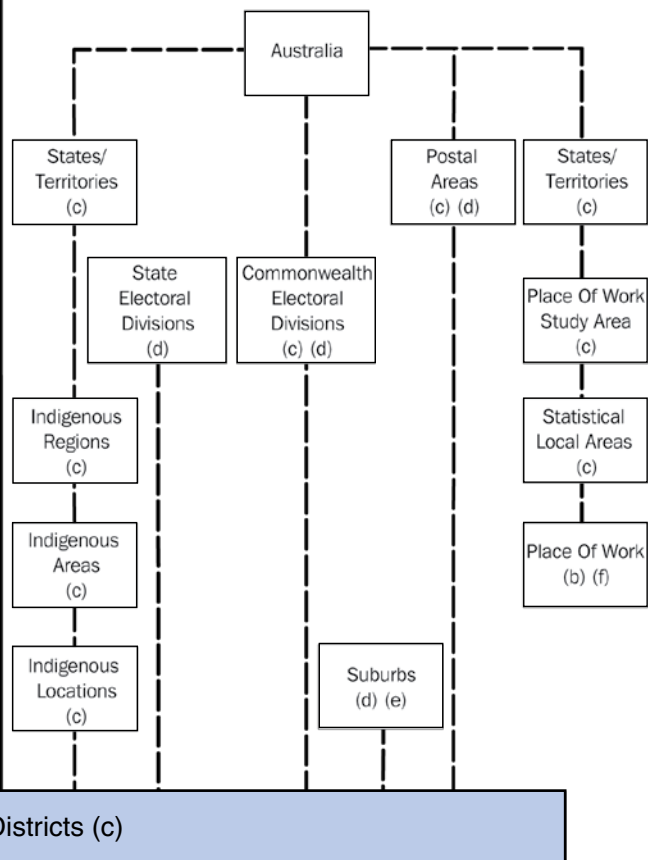 Australia
States/
Territories
(c)
Postal
Areas
(c) (d)
States/
Territories
(c)
State
Electoral
Divisions
(d)
Commonwealth
Electoral
Divisions
(c) (d)
Place Of Work
Study Area
(c)
Indigenous
Regions
(c)
Statistical
Local Areas
(c)
Indigenous
Areas
(c)
Place Of Work
(b) (f)
Indigenous
Locations
(c)
Suburbs
(d) (e)
Districts (c)